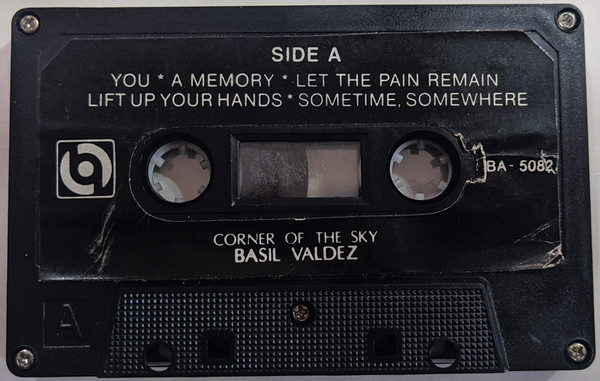 SIDE A
YOU * A MEMORY * LET THE PAIN REMAIN
LIFT UP YOUR HANDS * SOMETIME, SOMEWHERE
BA - 5082
CORNER OF THE SKY
BASIL VALDEZ
A